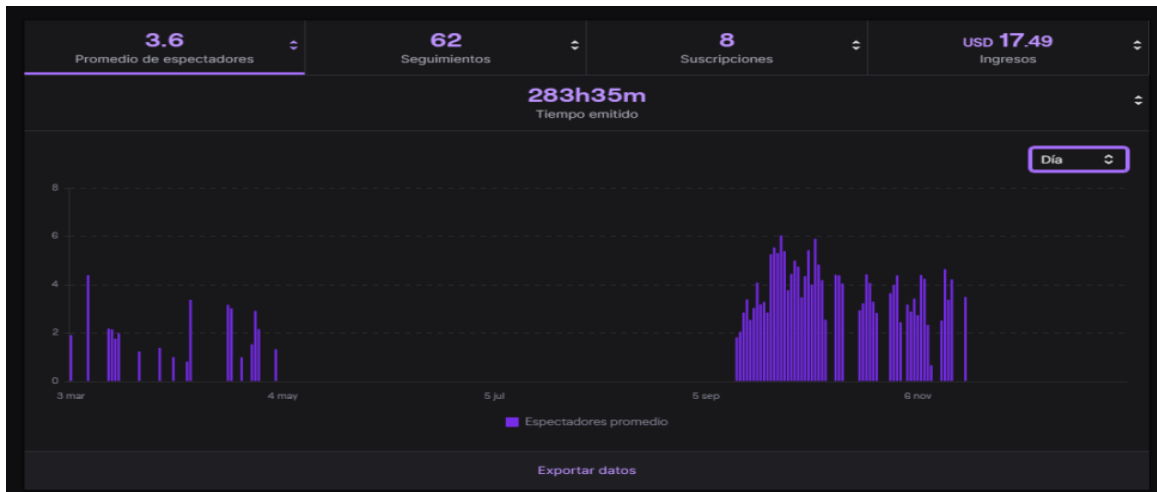 3.6
Promedio de espectadores
62
Seguimientos
8
Suscripciones
USD 17.49
Ingresos
283h35m
Tiempo emitido
Día
8
6
4
2
0
3 mar
4 may
5 jul
5 sep
6 nov
Espectadores promedio
Exportar datos